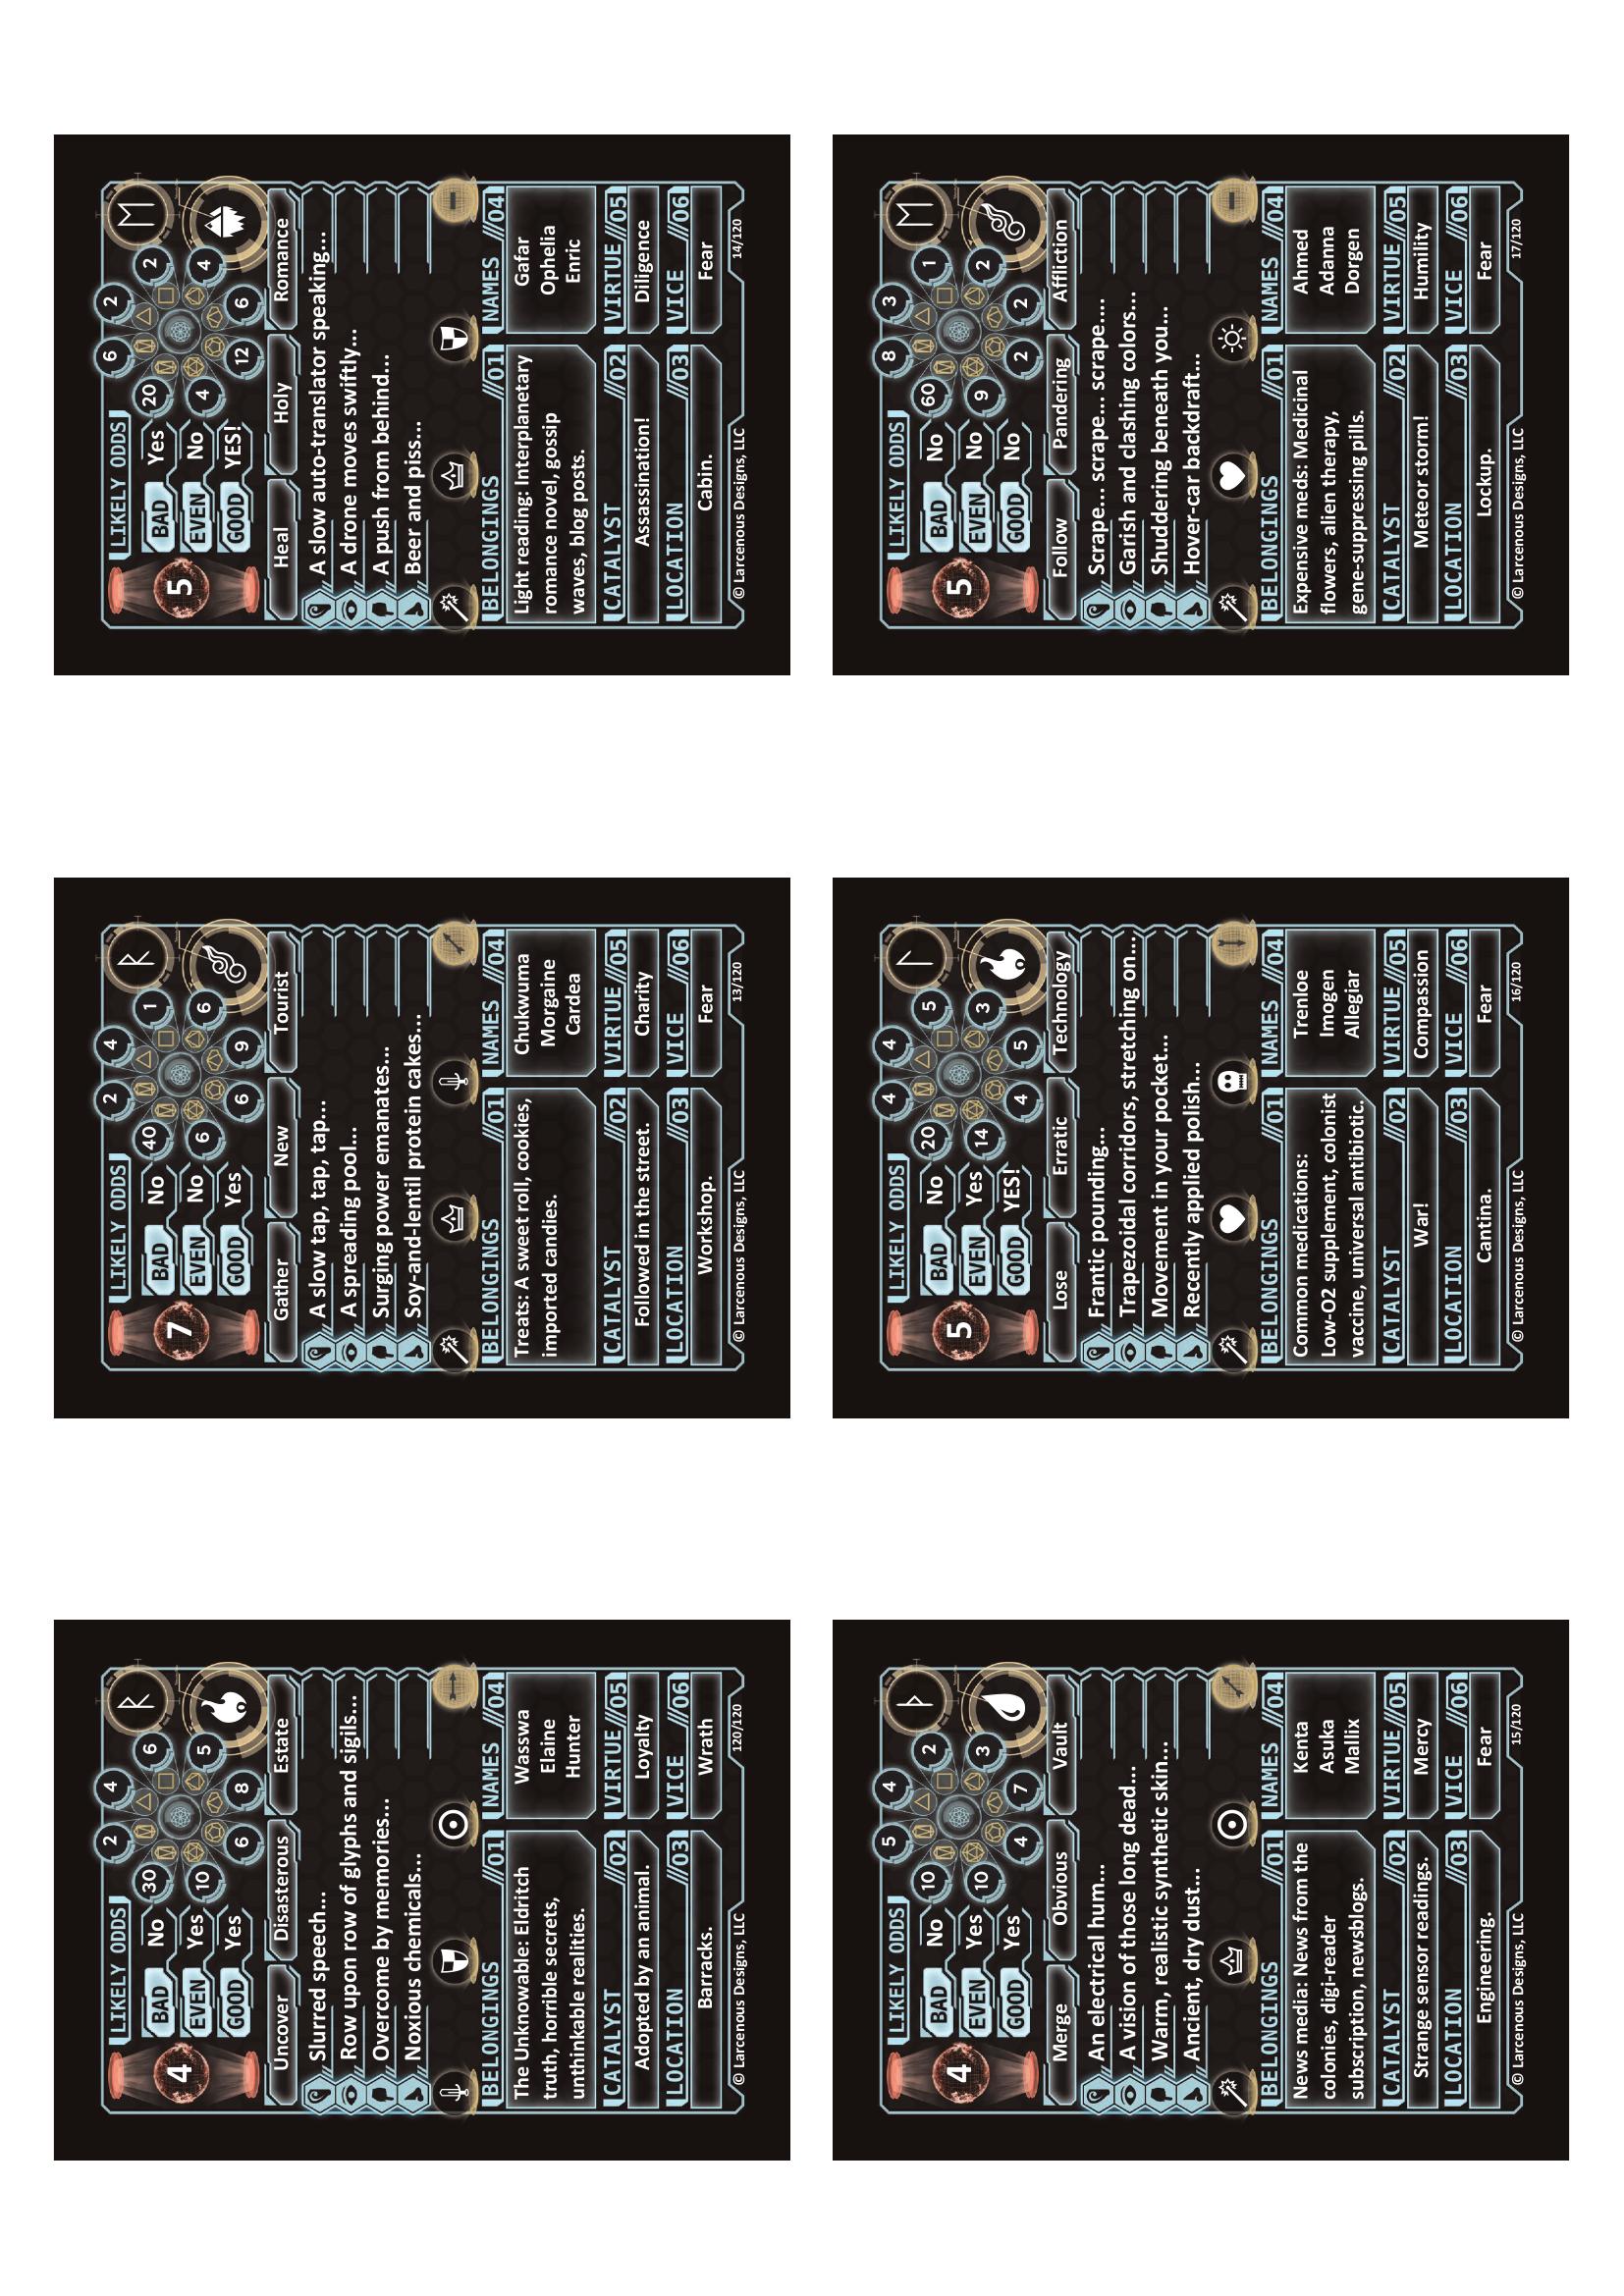 LIKELY ODDS 2 4
BAD No 30 6
4
EVEN Yes 10 5
GOOD Yes 6 8
Uncover Disastrous Estate
Slurred speech...
Row upon row of glyphs and sigils...
Overcome by memories...
Noxious chemicals...
BELONGINGS //01 NAMES //04
The Unknowable: Eldritch
truth, horrible secrets,
unthinkable realities.
Wasswa
Elaine
Hunter
CATALYST //02 VIRTUE //05
Adopted by an animal. Loyalty
LOCATION //03 VICE //06
Barracks. Wrath
© Larcenous Designs, LLC 120/120
LIKELY ODDS 2 4
BAD No 40 1
7
EVEN No 6 6
GOOD Yes 6 9
Gather New Tourist
A slow tap, tap, tap...
A spreading pool...
Surging power emanates...
Soy-and-lentil protein cakes...
BELONGINGS //01 NAMES //04
Treats: A sweet roll, cookies,
imported candies.
Chukwuma
Morgaine
Cardea
CATALYST //02 VIRTUE //05
Followed in the street. Charity
LOCATION //03 VICE //06
Workshop. Fear
© Larcenous Designs, LLC 13/120
LIKELY ODDS 6 2
BAD Yes 20 2
5
EVEN No 4 4
GOOD YES! 12 6
Heal Holy Romance
A slow auto-translator speaking...
A drone moves swiftly...
A push from behind...
Beer and piss...
BELONGINGS //01 NAMES //04
Light reading: Interplanetary
romance novel, gossip
waves, blog posts.
Gafar
Ophelia
Enric
CATALYST //02 VIRTUE //05
Assassination! Diligence
LOCATION //03 VICE //06
Cabin. Fear
© Larcenous Designs, LLC 14/120
LIKELY ODDS 5 4
BAD No 10 2
4
EVEN Yes 10 3
GOOD Yes 4 7
Merge Obvious Vault
An electrical hum...
A vision of those long dead...
Warm, realistic synthetic skin...
Ancient, dry dust...
BELONGINGS //01 NAMES //04
News media: News from the
colonies, digi-reader
subscription, newsblogs.
Kenta
Asuka
Mallix
CATALYST //02 VIRTUE //05
Strange sensor readings. Mercy
LOCATION //03 VICE //06
Engineering. Fear
© Larcenous Designs, LLC 15/120
LIKELY ODDS 4 4
BAD No 20 5
5
EVEN Yes 14 3
GOOD YES! 4 5
Lose Erratic Technology
Frantic pounding...
Trapezoidal corridors, stretching on...
Movement in your pocket...
Recently applied polish...
BELONGINGS //01 NAMES //04
Common medications:
Low-O2 supplement, colonist
vaccine, universal antibiotic.
Trenloe
Imogen
Allegiar
CATALYST //02 VIRTUE //05
War! Compassion
LOCATION //03 VICE //06
Cantina. Fear
© Larcenous Designs, LLC 16/120
LIKELY ODDS 8 3
BAD No 60 1
5
EVEN No 9 2
GOOD No 2 2
Follow Pandering Affliction
Scrape... scrape... scrape...
Garish and clashing colors...
Shuddering beneath you...
Hover-car backdraft...
BELONGINGS //01 NAMES //04
Expensive meds: Medicinal
flowers, alien therapy,
gene-suppressing pills.
Ahmed
Adanna
Dorgen
CATALYST //02 VIRTUE //05
Meteor storm! Humility
LOCATION //03 VICE //06
Lockup. Fear
© Larcenous Designs, LLC 17/120